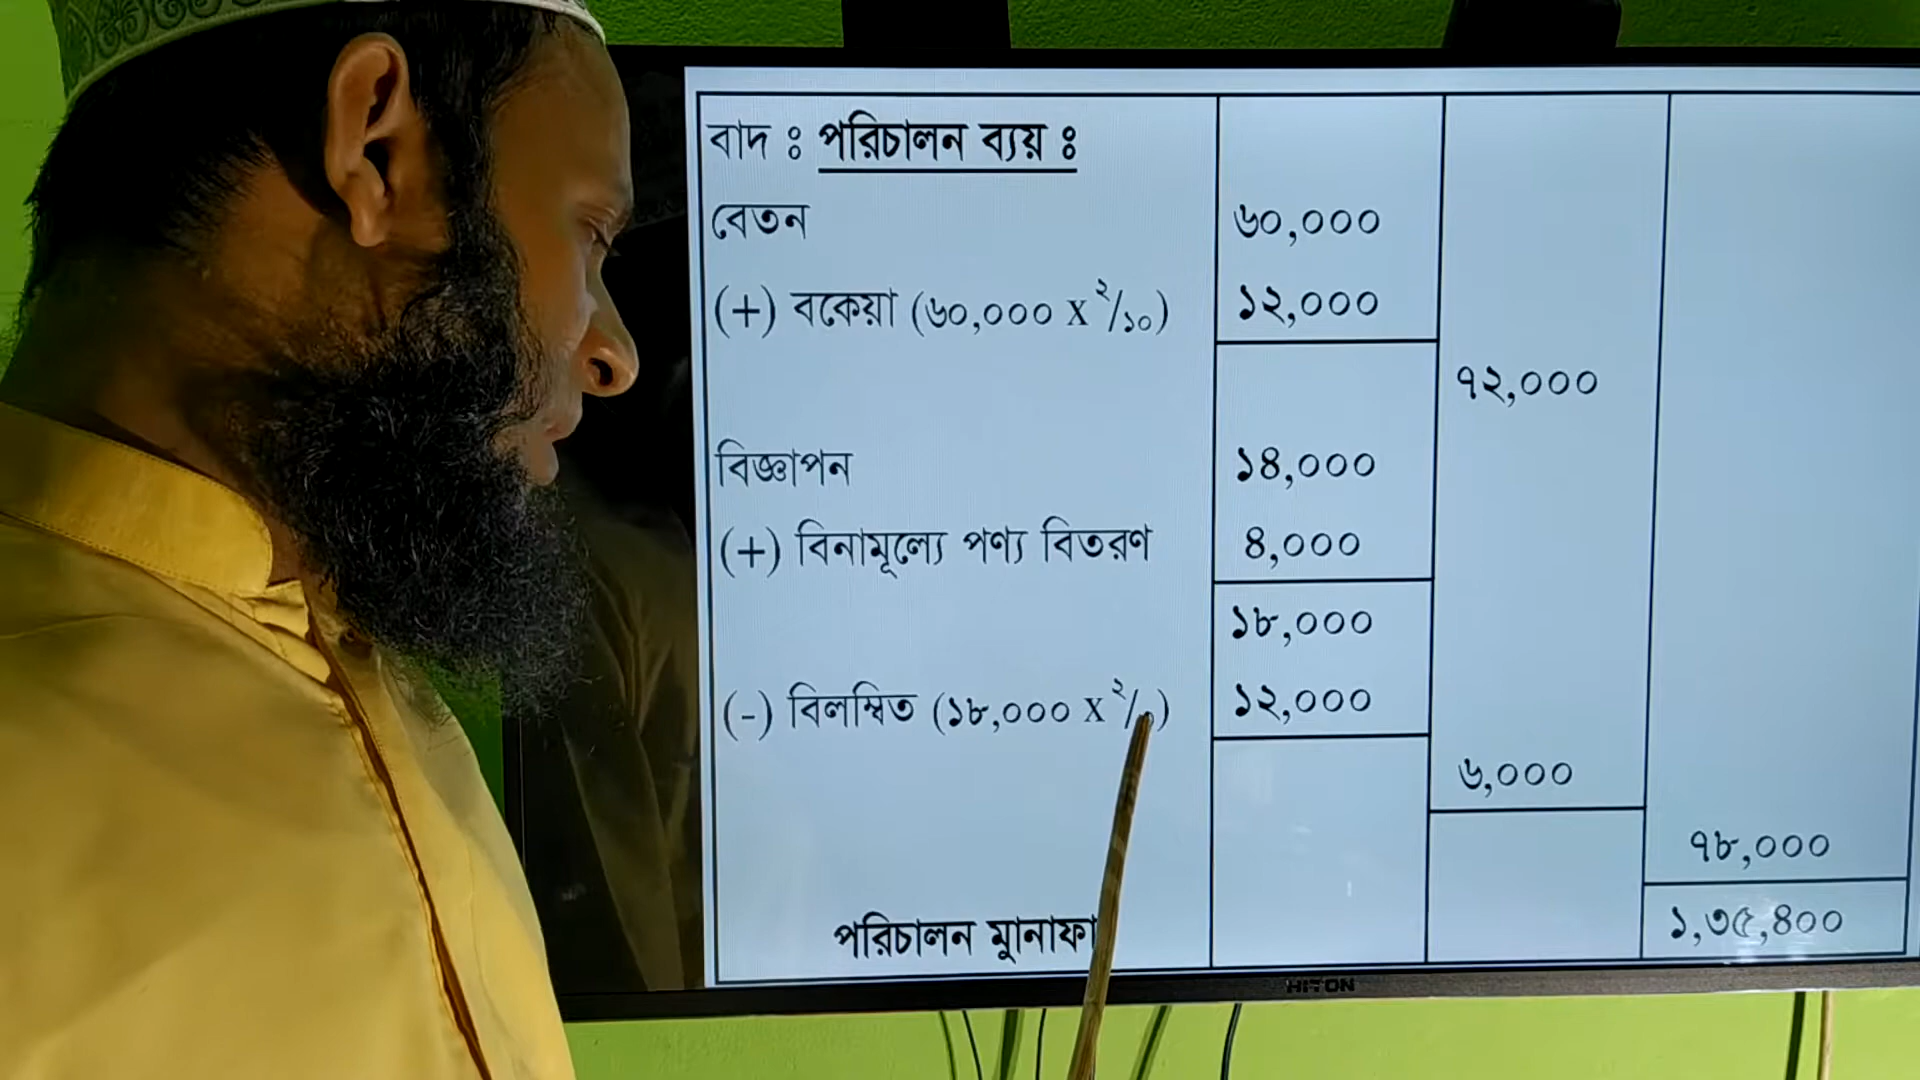 বাদ ঃ পরিচালন ব্যয় ঃ
বেতন ৬০,০০০
(+) বকেয়া (৬০,০০০ x ২/১০) ১২,০০০
৭২,০০০
বিজ্ঞাপন ১৪,০০০
(+) বিনামূল্যে পণ্য বিতরণ ৪,০০০
১৮,০০০
(-) বিলম্বিত (১৮,০০০ x ২/) ১২,০০০
৬,০০০
৭৮,০০০
পরিচালন মুনাফা ১,৩৫,৪০০
HITON